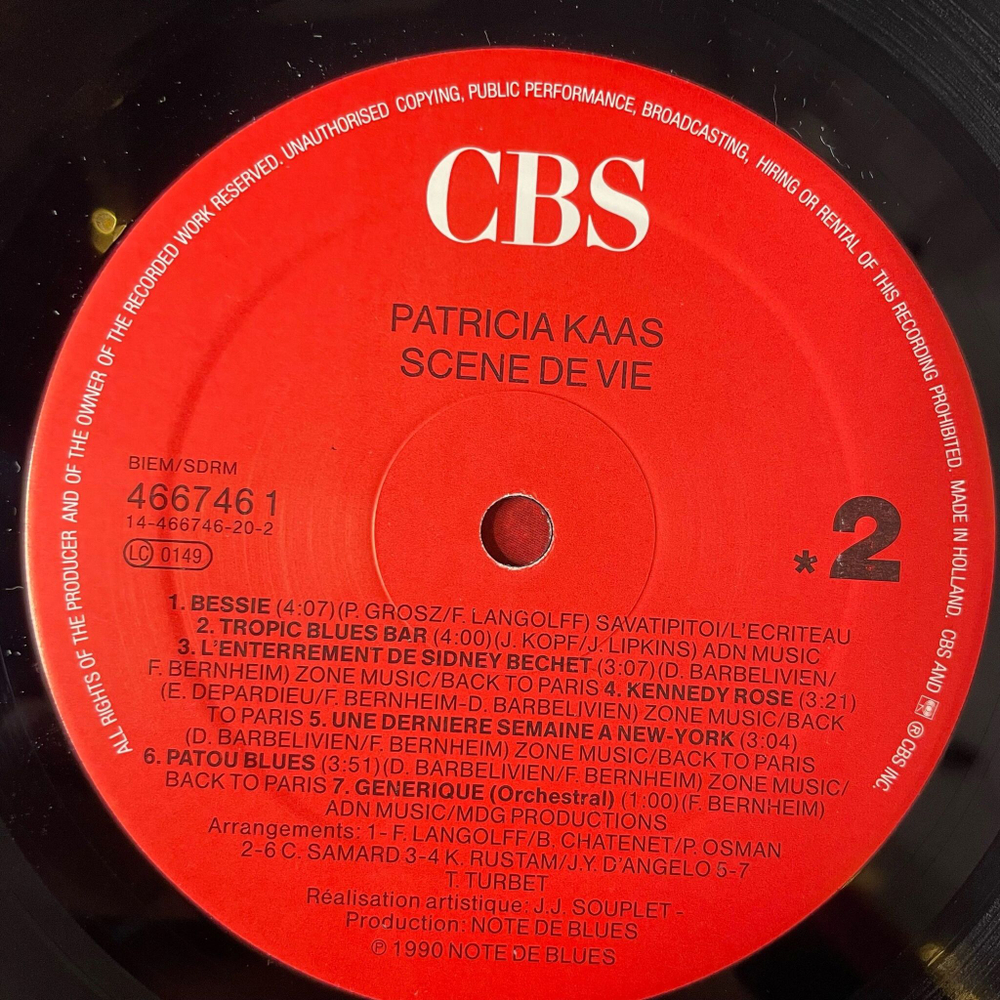 ALL RIGHTS OF THE PRODUCER AND OF THE OWNER OF THE RECORDED WORK RESERVED. UNAUTHORISED COPYING, PUBLIC PERFORMANCE, BROADCASTING, HIRING OR RENTAL OF THIS RECORDING PROHIBITED. MADE IN HOLLAND. CBS AND CBS ® CBS INC.
CBS
PATRICIA KAAS
SCENE DE VIE
BIEM/SDRM
466746 1
14-466746-20-2
LC 0149
*2
1. BESSIE (4:07)(P. GROSZ/F. LANGOLFF) SAVATIPITOI/L'ECRITEAU
2. TROPIC BLUES BAR (4:00)(J. KOPF/J. LIPKINS) ADN MUSIC
3. L'ENTERREMENT DE SIDNEY BECHET (3:07)(D. BARBELIVIEN/
F. BERNHEIM) ZONE MUSIC/BACK TO PARIS 4. KENNEDY ROSE (3:21)
(E. DEPARDIEU/F. BERNHEIM-D. BARBELIVIEN) ZONE MUSIC/BACK
TO PARIS 5. UNE DERNIERE SEMAINE A NEW-YORK (3:04)
(D. BARBELIVIEN/F. BERNHEIM) ZONE MUSIC/BACK TO PARIS
6. PATOU BLUES (3:51)(D. BARBELIVIEN/F. BERNHEIM) ZONE MUSIC/
BACK TO PARIS 7. GENERIQUE (Orchestral) (1:00)(F. BERNHEIM)
ADN MUSIC/MDG PRODUCTIONS
Arrangements: 1- F. LANGOLFF/B. CHATENET/P. OSMAN
2-6 C. SAMARD 3-4 K. RUSTAM/J.Y. D'ANGELO 5-7
T. TURBET
Réalisation artistique: J.J. SOUPLET -
Production: NOTE DE BLUES
℗ 1990 NOTE DE BLUES